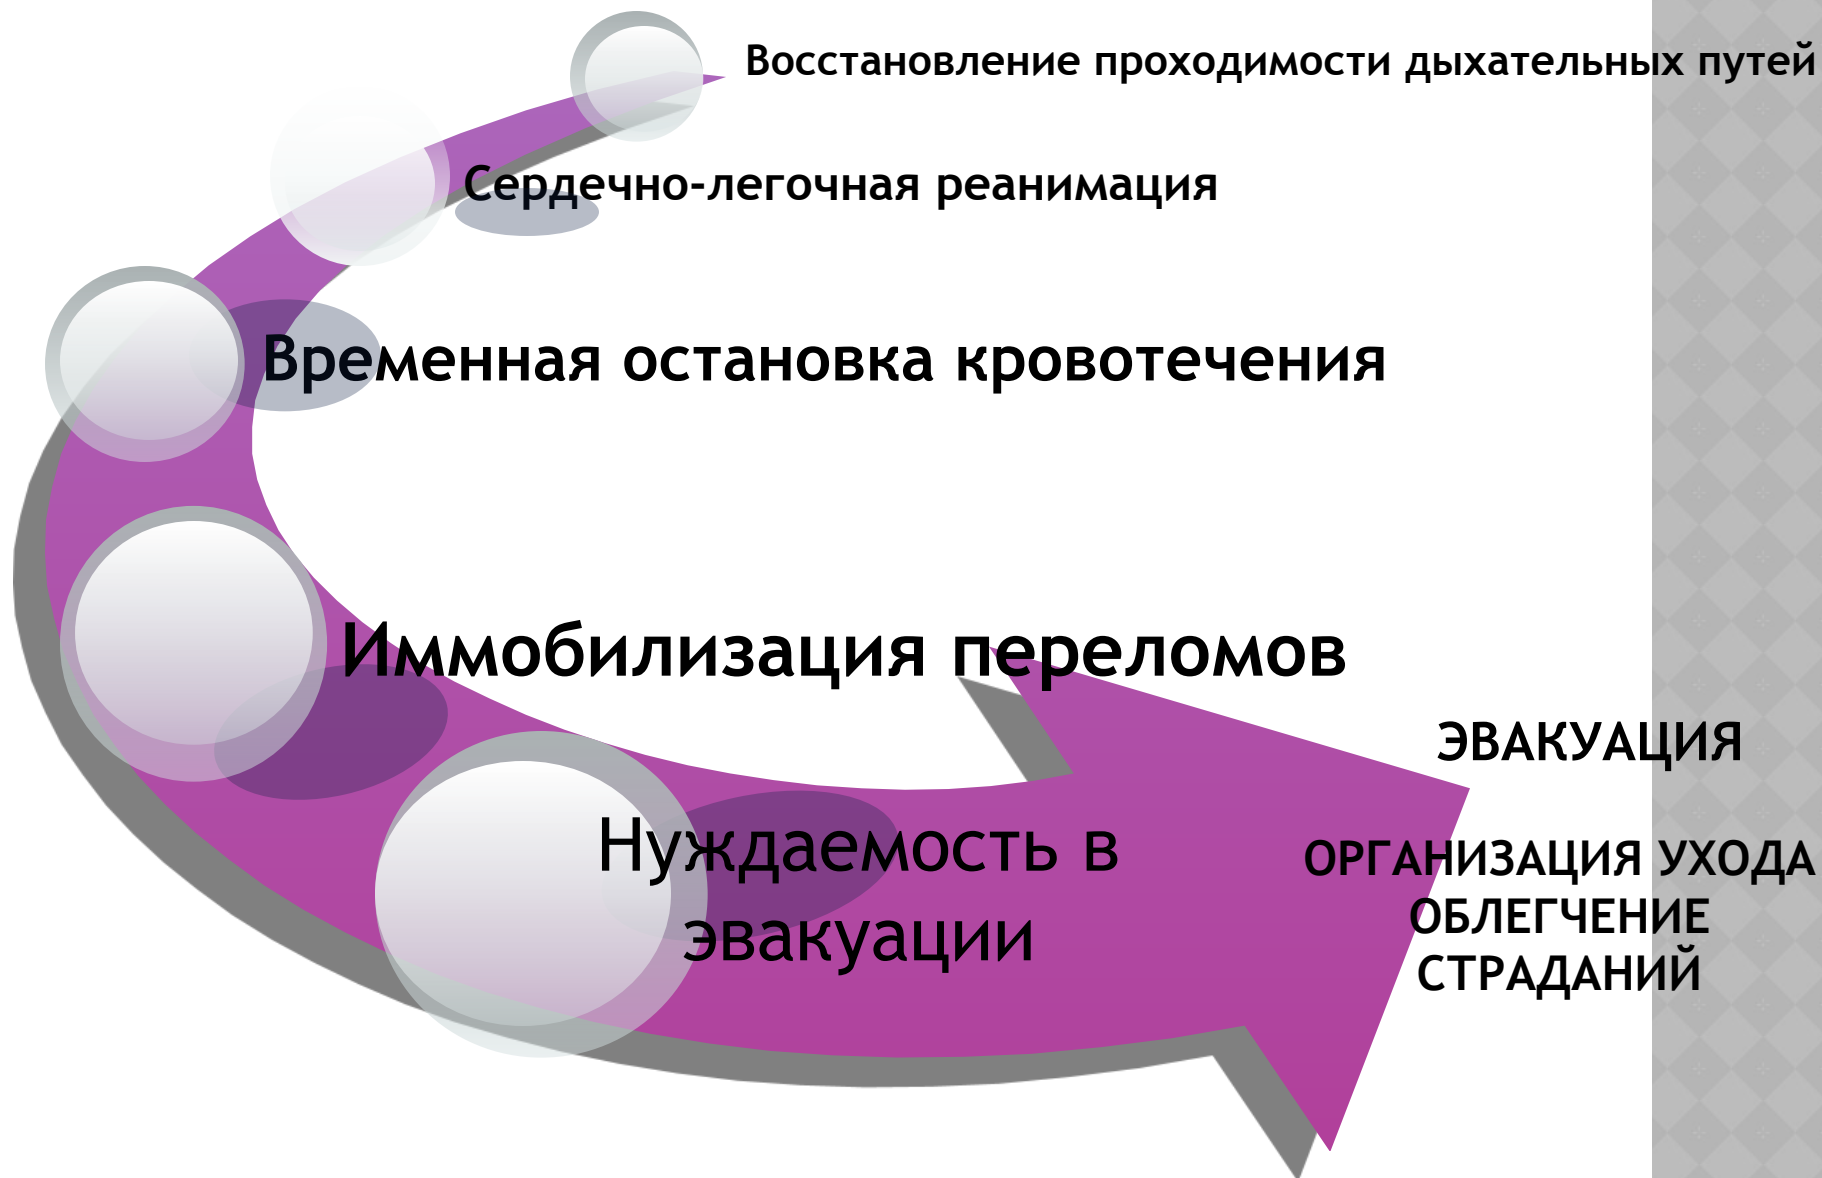 Восстановление проходимости дыхательных путей
Сердечно-легочная реанимация
Временная остановка кровотечения
Иммобилизация переломов
Нуждаемость в
эвакуации
ЭВАКУАЦИЯ
ОРГАНИЗАЦИЯ УХОДА
ОБЛЕГЧЕНИЕ
СТРАДАНИЙ